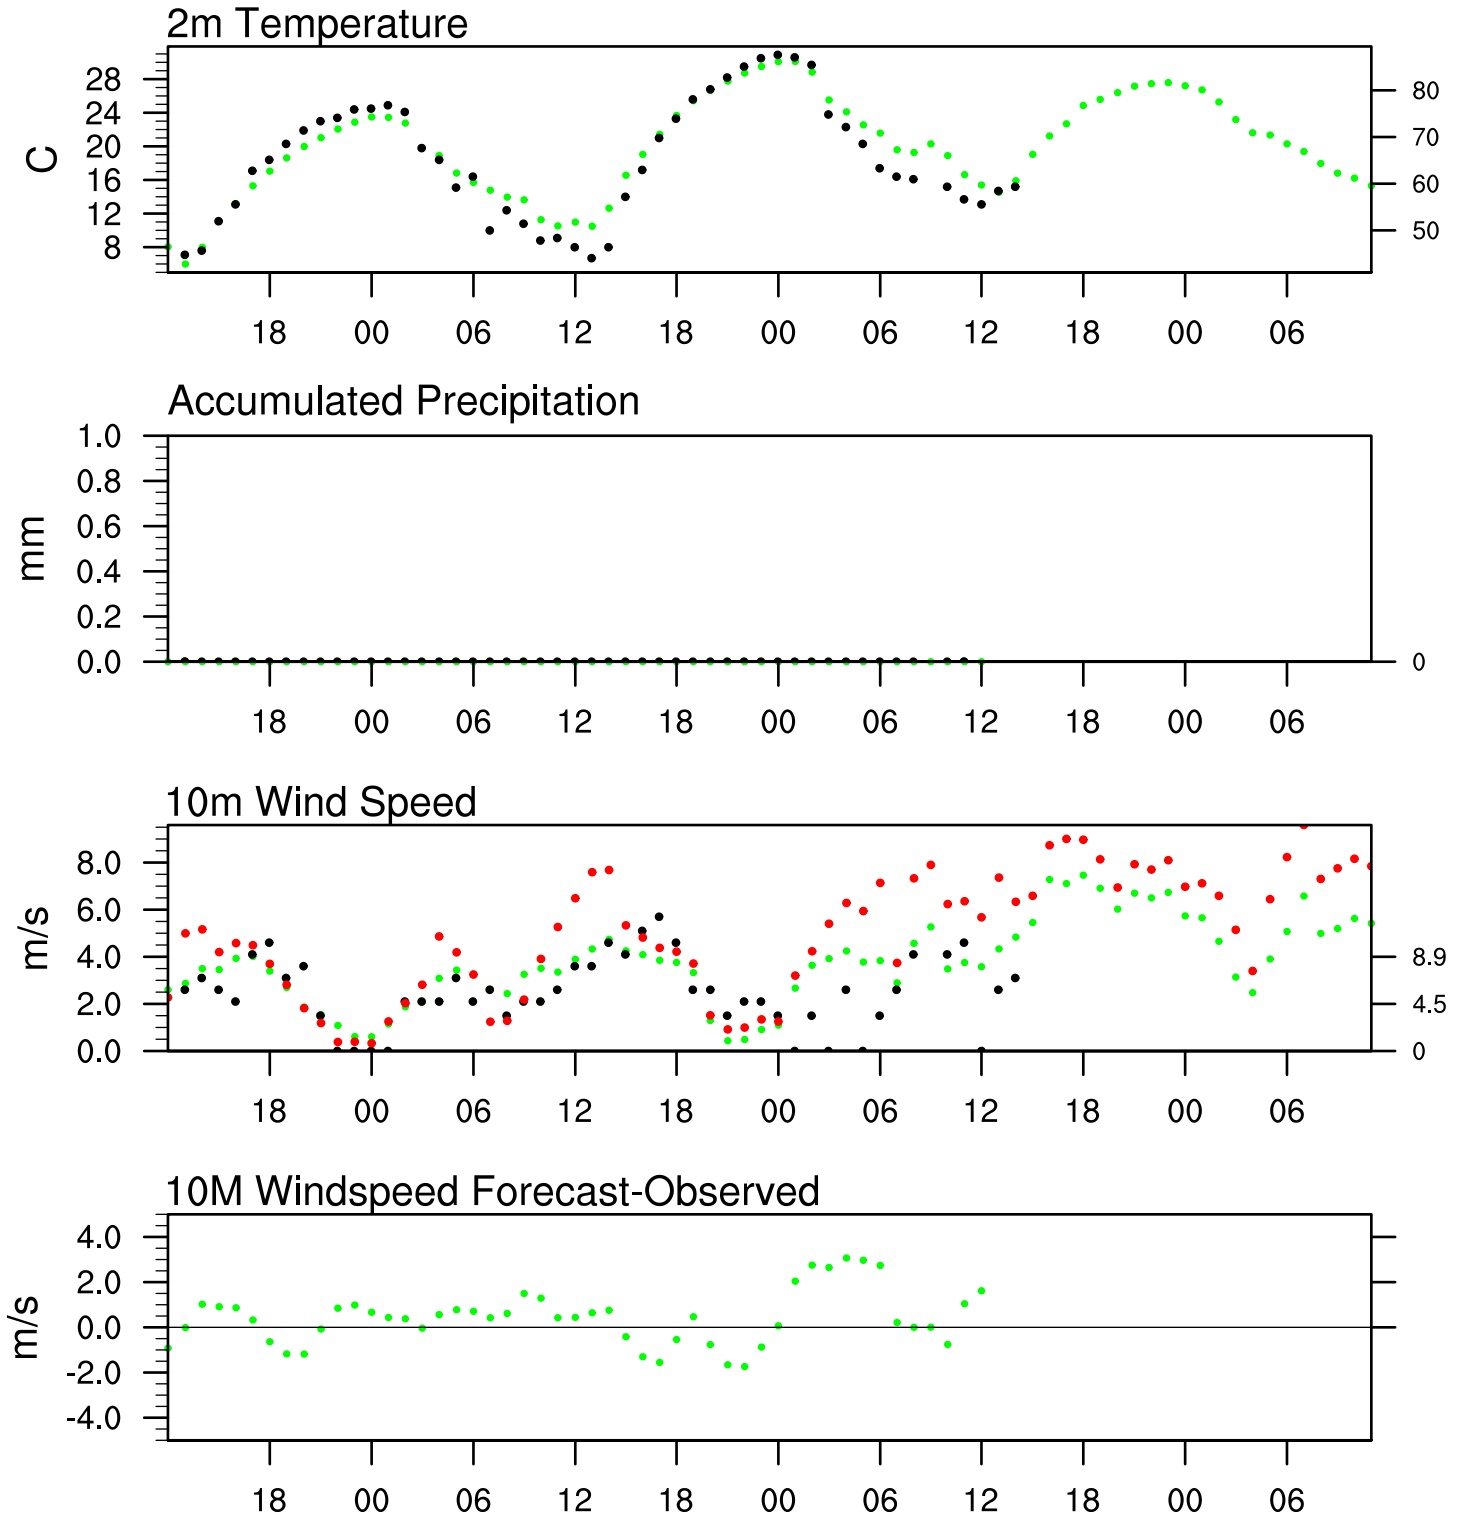 2m Temperature
28
24
20
16
12
8
C
80
70
60
50
18 00 06 12 18 00 06 12 18 00 06
Accumulated Precipitation
1.0
0.8
0.6
0.4
0.2
0.0
mm
0
18 00 06 12 18 00 06 12 18 00 06
10m Wind Speed
8.0
6.0
4.0
2.0
0.0
m/s
8.9
4.5
0
18 00 06 12 18 00 06 12 18 00 06
10M Windspeed Forecast-Observed
4.0
2.0
0.0
-2.0
-4.0
m/s
18 00 06 12 18 00 06 12 18 00 06